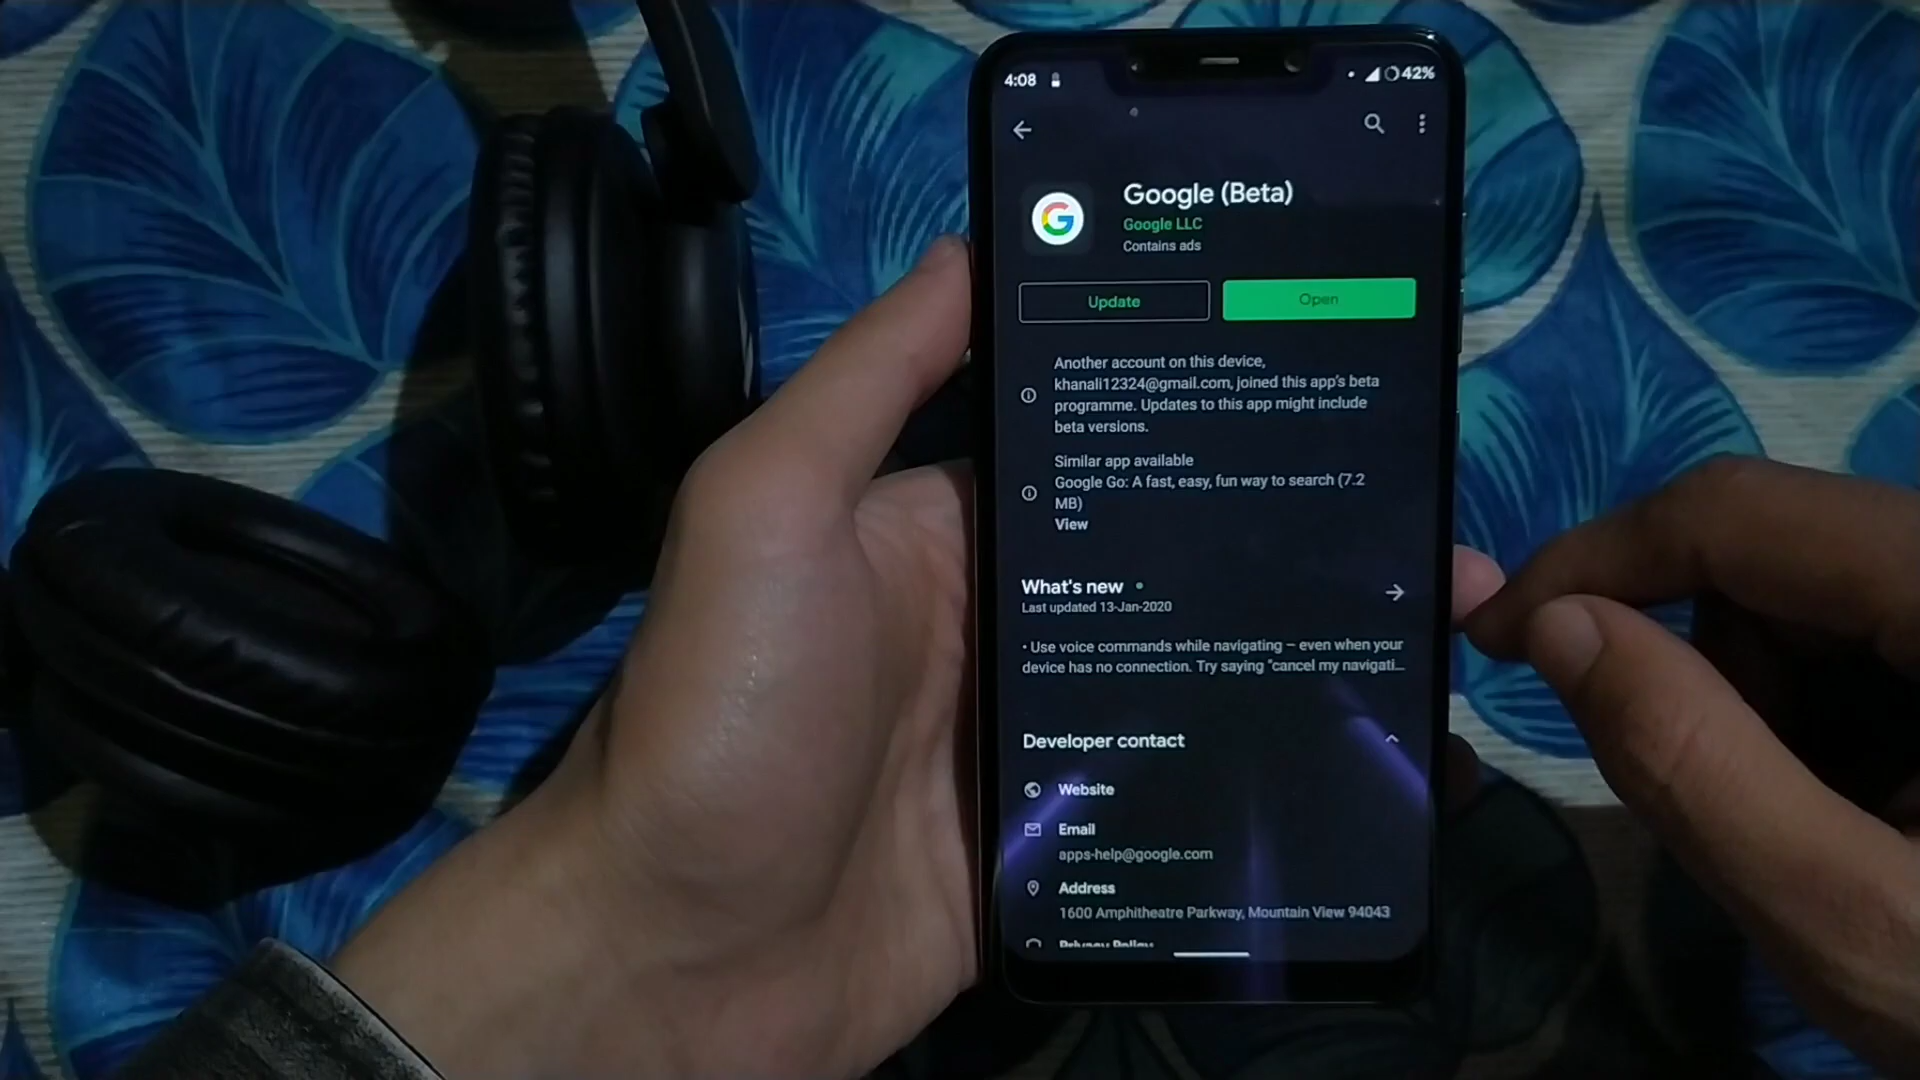 4:08
42%
Google (Beta)
Google LLC
Contains ads
Update
Open
Another account on this device,
khanali12324@gmail.com, joined this app's beta
programme. Updates to this app might include
beta versions.
Similar app available
Google Go: A fast, easy, fun way to search (7.2
MB)
View
What's new
Last updated 13-Jan-2020
• Use voice commands while navigating – even when your
device has no connection. Try saying "cancel my navigati...
Developer contact
Website
Email
apps-help@google.com
Address
1600 Amphitheatre Parkway, Mountain View 94043
Privacy Policy